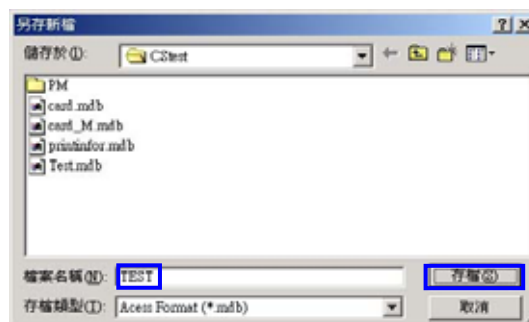 另存新檔
儲存於(I): CStest
PM
card.mdb
card_M.mdb
printinfor.mdb
Test.mdb
檔案名稱(N): TEST 存檔(S)
存檔類型(T): Acess Format (*.mdb) 取消